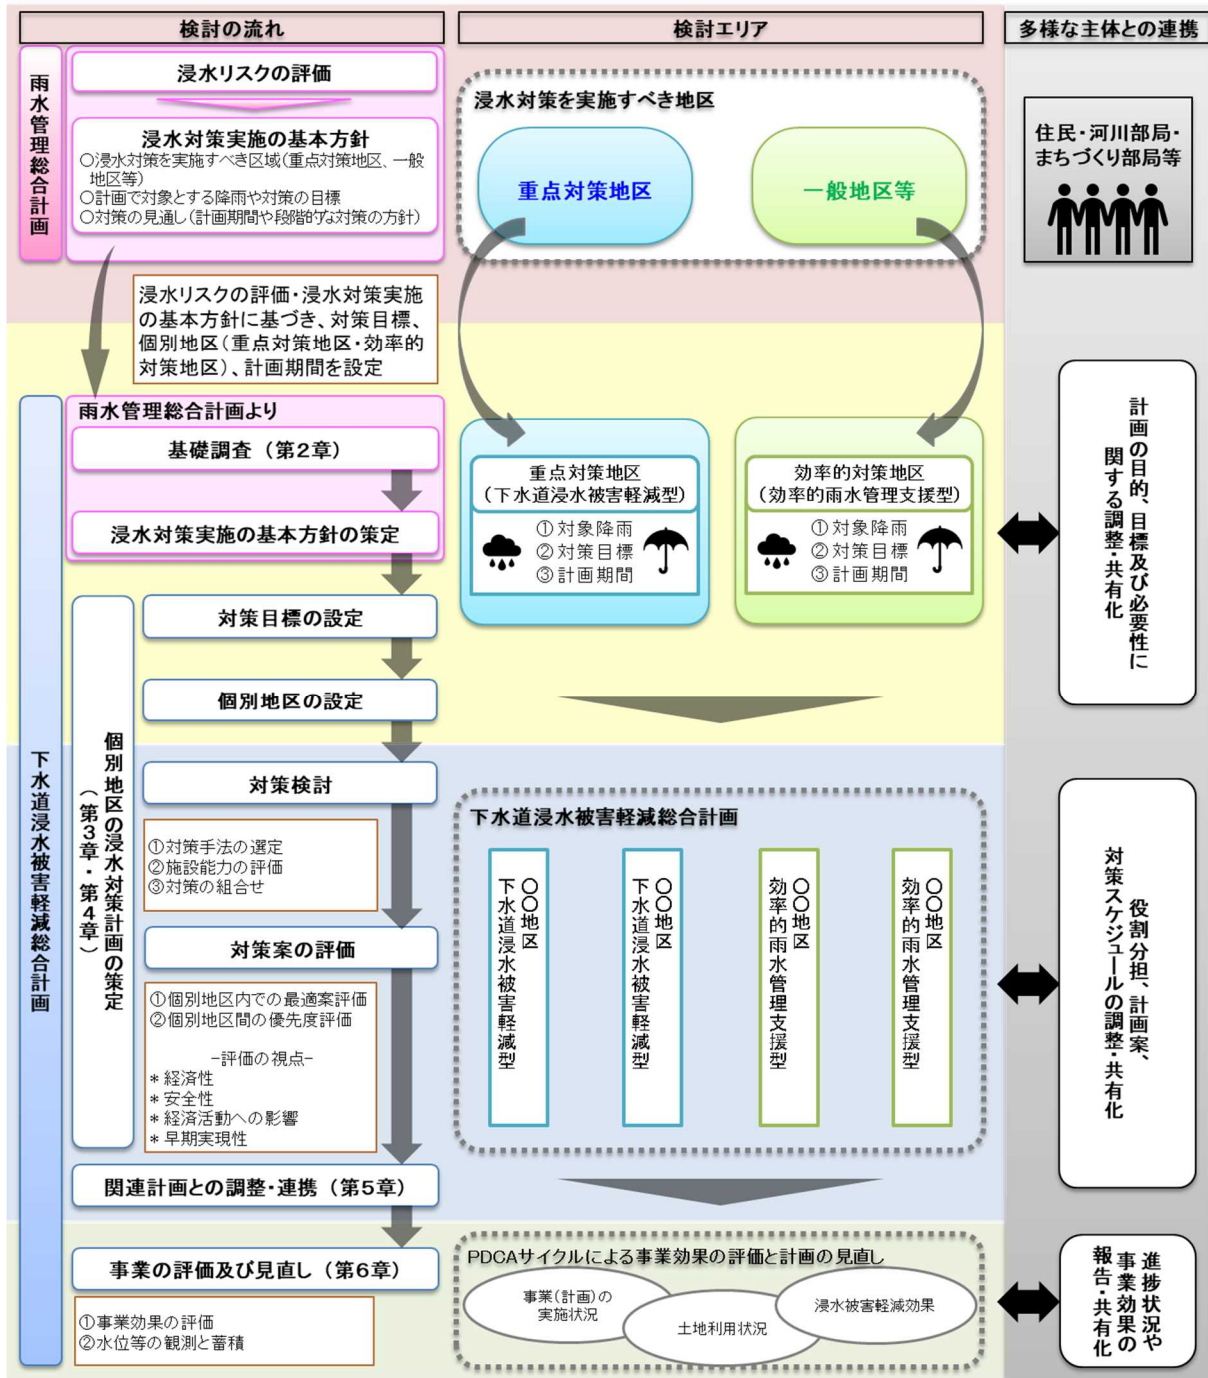 検討の流れ
検討エリア
多様な主体との連携
雨水管理総合計画
浸水リスクの評価
浸水対策実施の基本方針
○浸水対策を実施すべき区域(重点対策地区、一般
地区等)
○計画で対象とする降雨や対策の目標
○対策の見通し(計画期間や段階的な対策の方針)
浸水対策を実施すべき地区
重点対策地区
一般地区等
住民・河川部局・
まちづくり部局等
浸水リスクの評価・浸水対策実施
の基本方針に基づき、対策目標、
個別地区(重点対策地区・効率的
対策地区)、計画期間を設定
下水道浸水被害軽減総合計画
雨水管理総合計画より
基礎調査 (第2章)
浸水対策実施の基本方針の策定
重点対策地区
(下水道浸水被害軽減型)
①対象降雨
②対策目標
③計画期間
効率的対策地区
(効率的雨水管理支援型)
①対象降雨
②対策目標
③計画期間
計画の目的、目標及び必要性に
関する調整・共有化
個別地区の浸水対策計画の策定
(第3章・第4章)
対策目標の設定
個別地区の設定
対策検討
①対策手法の選定
②施設能力の評価
③対策の組合せ
対策案の評価
①個別地区内での最適案評価
②個別地区間の優先度評価
−評価の視点−
*経済性
*安全性
*経済活動への影響
*早期実現性
関連計画との調整・連携 (第5章)
下水道浸水被害軽減総合計画
〇〇地区
下水道浸水被害軽減型
〇〇地区
下水道浸水被害軽減型
〇〇地区
効率的雨水管理支援型
〇〇地区
効率的雨水管理支援型
役割分担、計画案、
対策スケジュールの調整・共有化
事業の評価及び見直し (第6章)
①事業効果の評価
②水位等の観測と蓄積
PDCAサイクルによる事業効果の評価と計画の見直し
事業(計画)の
実施状況
土地利用状況
浸水被害軽減効果
進捗状況や
事業効果の
報告・共有化